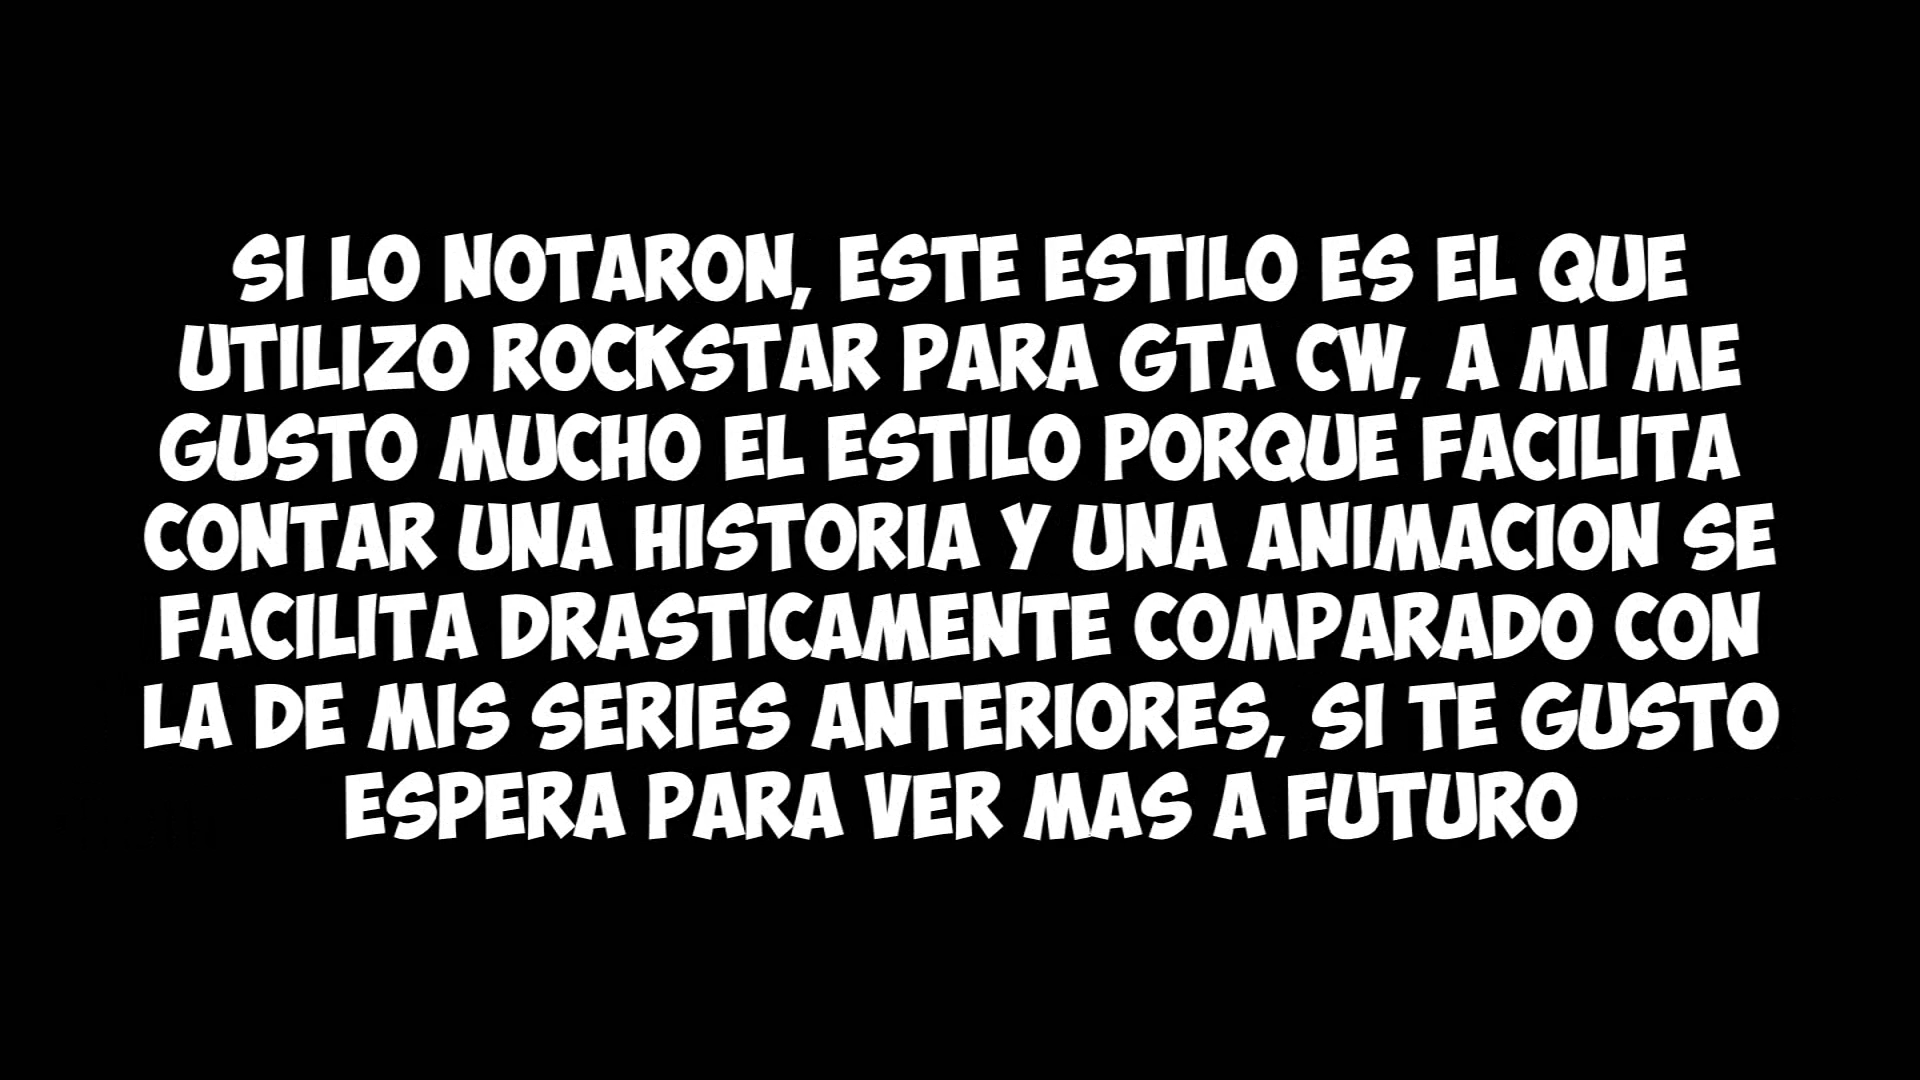 SI LO NOTARON, ESTE ESTILO ES EL QUE
UTILIZO ROCKSTAR PARA GTA CW, A MI ME
GUSTO MUCHO EL ESTILO PORQUE FACILITA
CONTAR UNA HISTORIA Y UNA ANIMACION SE
FACILITA DRASTICAMENTE COMPARADO CON
LA DE MIS SERIES ANTERIORES, SI TE GUSTO
ESPERA PARA VER MAS A FUTURO